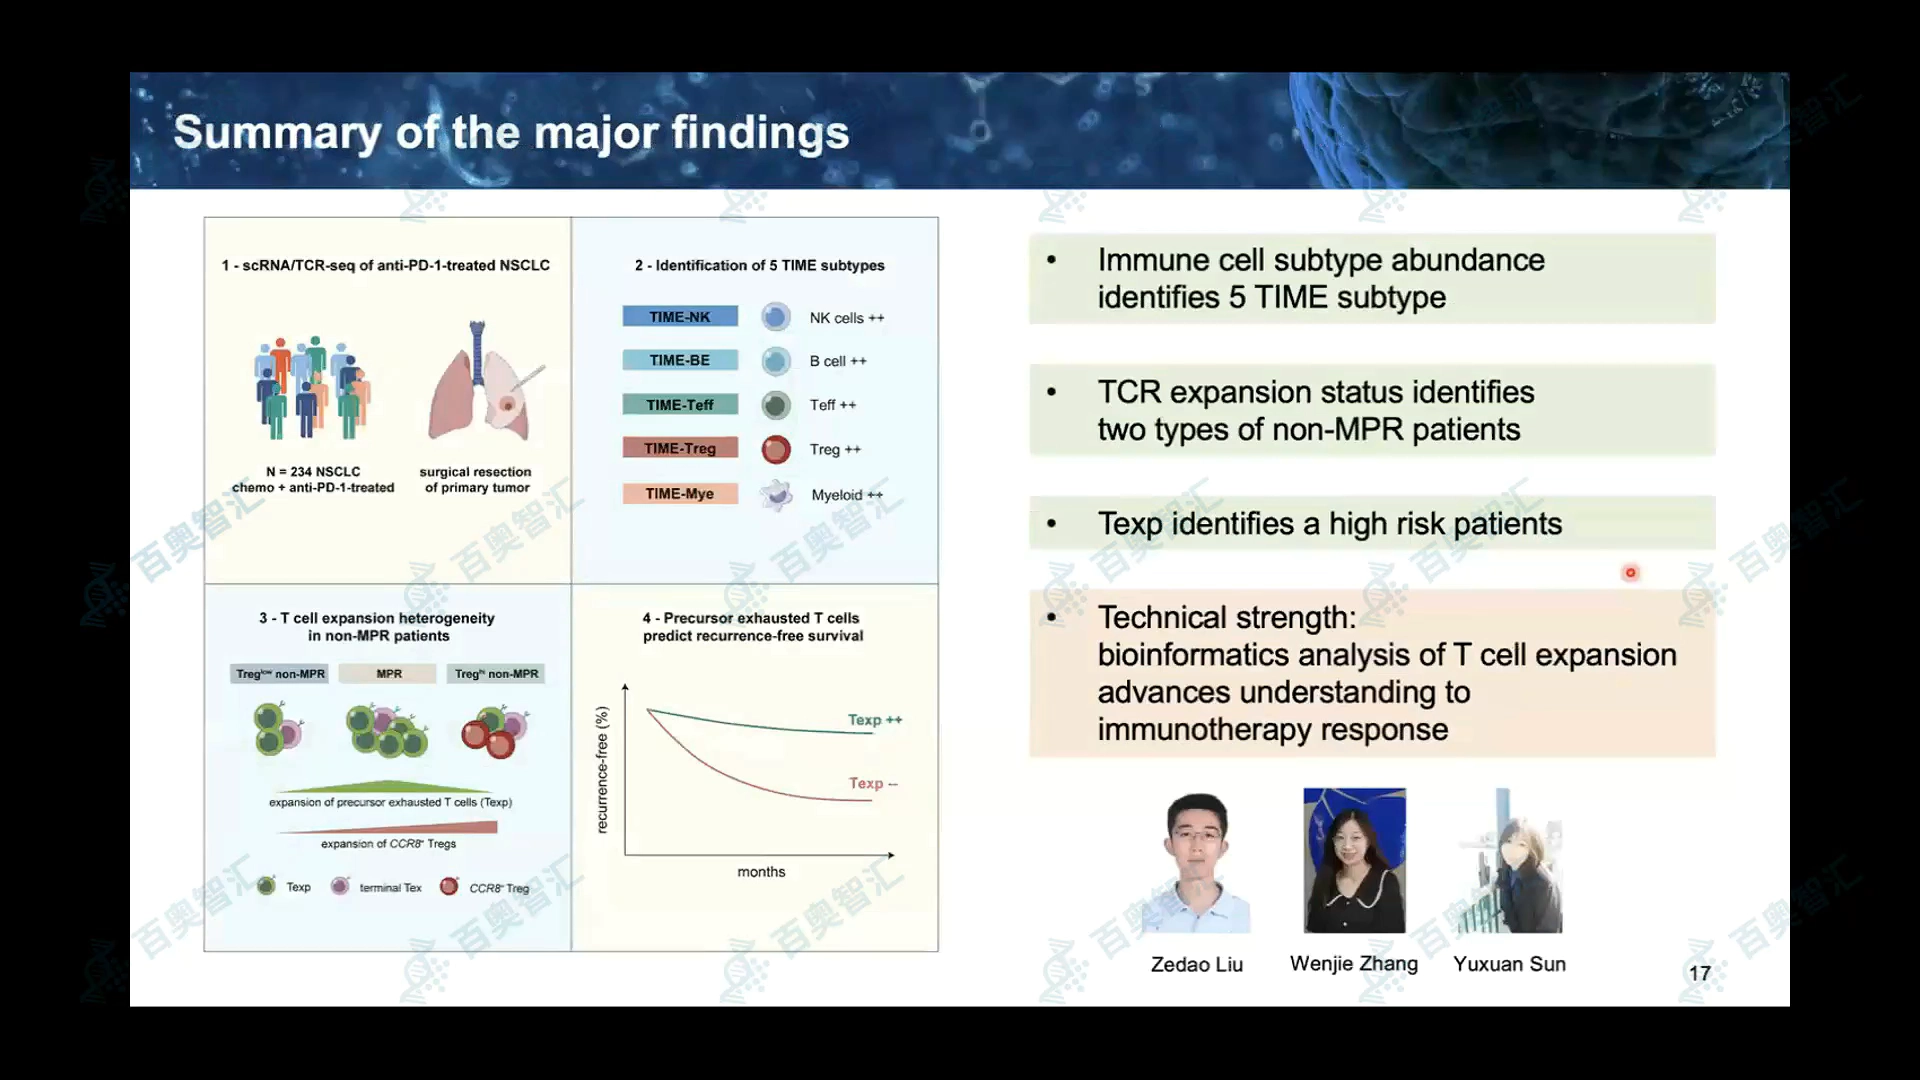 Summary of the major findings
1 - scRNA/TCR-seq of anti-PD-1-treated NSCLC
N = 234 NSCLC
chemo + anti-PD-1-treated
surgical resection
of primary tumor
2 - Identification of 5 TIME subtypes
TIME-NK
NK cells ++
TIME-BE
B cell ++
TIME-Teff
Teff ++
TIME-Treg
Treg ++
TIME-Mye
Myeloid ++
3 - T cell expansion heterogeneity
in non-MPR patients
Treglow non-MPR
MPR
Treghi non-MPR
expansion of precursor exhausted T cells (Texp)
expansion of CCR8+ Tregs
Texp
terminal Tex
CCR8+ Treg
4 - Precursor exhausted T cells
predict recurrence-free survival
recurrence-free (%)
Texp ++
Texp --
months
• Immune cell subtype abundance
identifies 5 TIME subtype
• TCR expansion status identifies
two types of non-MPR patients
• Texp identifies a high risk patients
• Technical strength:
bioinformatics analysis of T cell expansion
advances understanding to
immunotherapy response
Zedao Liu
Wenjie Zhang
Yuxuan Sun
17
百奥智汇